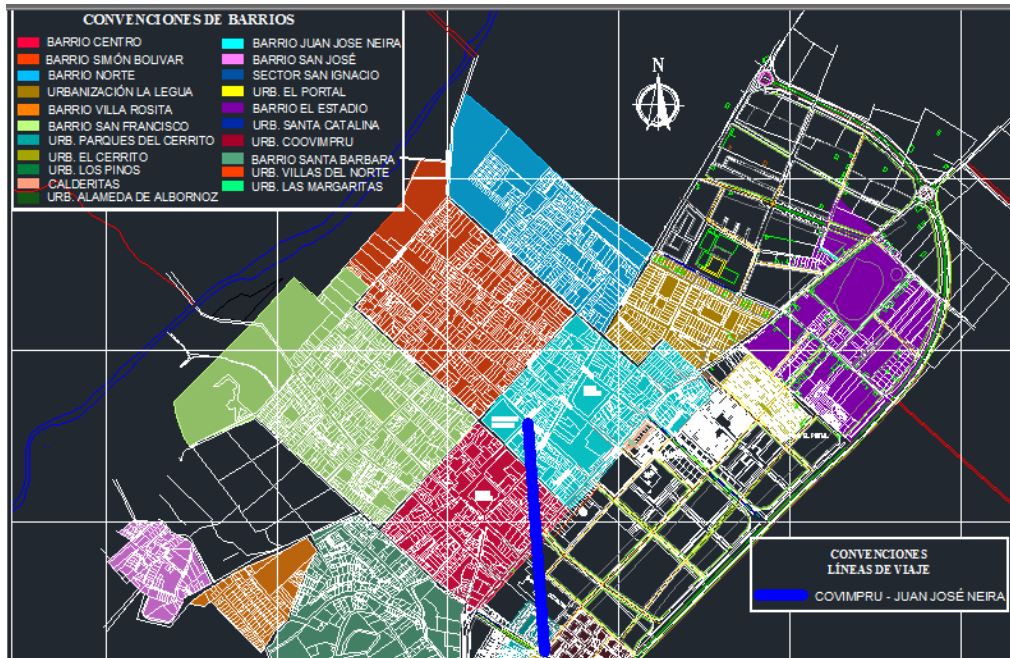 CONVENCIONES DE BARRIOS
BARRIO CENTRO
BARRIO SIMÓN BOLIVAR
BARRIO NORTE
URBANIZACIÓN LA LEGUA
BARRIO VILLA ROSITA
BARRIO SAN FRANCISCO
URB. PARQUES DEL CERRITO
URB. EL CERRITO
URB. LOS PINOS
CALDERITAS
URB. ALAMEDA DE ALBORNOZ
BARRIO JUAN JOSE NEIRA
BARRIO SAN JOSÉ
SECTOR SAN IGNACIO
URB. EL PORTAL
BARRIO EL ESTADIO
URB. SANTA CATALINA
URB. COOVIMPRU
BARRIO SANTA BARBARA
URB. VILLAS DEL NORTE
URB. LAS MARGARITAS
N
CONVENCIONES
LÍNEAS DE VIAJE
COVIMPRU - JUAN JOSÉ NEIRA